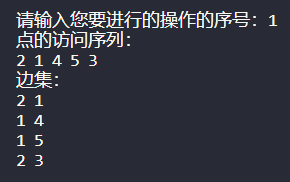 请输入您要进行的操作的序号：1
点的访问序列：
2 1 4 5 3
边集：
2 1
1 4
1 5
2 3